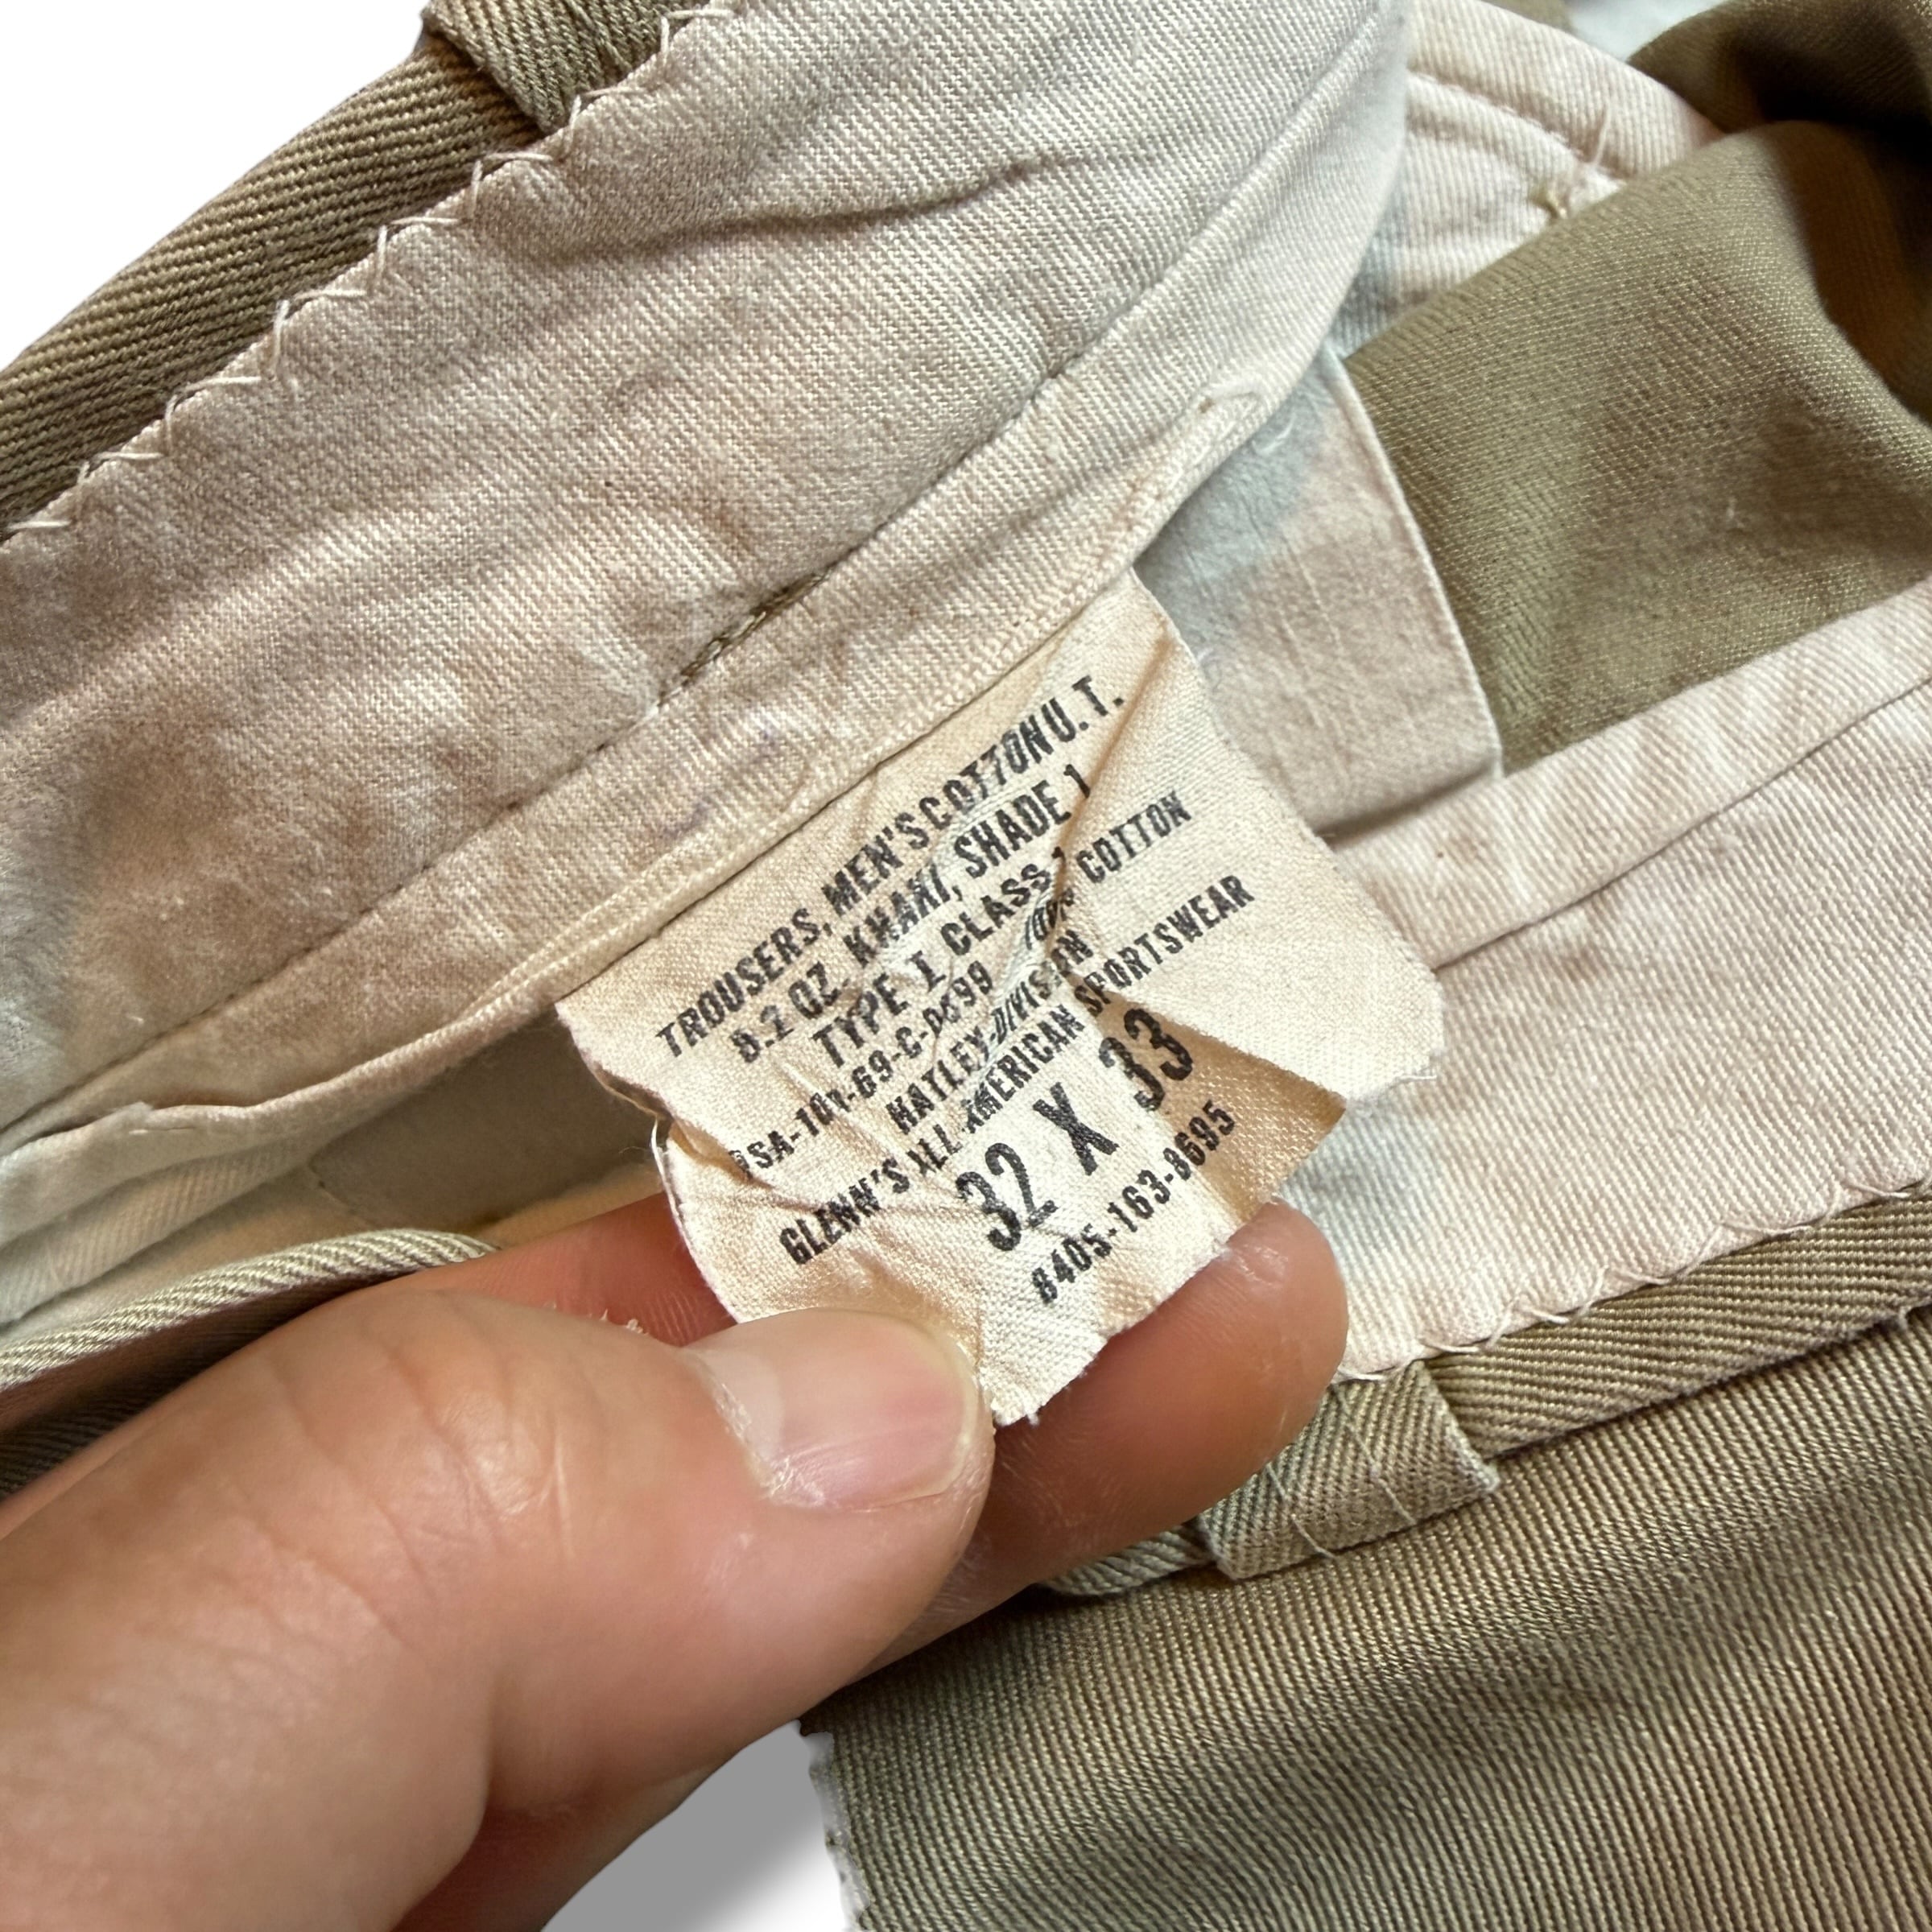 TROUSERS, MEN'S COTTON U.T.
8.2 OZ. KHAKI, SHADE 1
TYPE I CLASS 1
100% COTTON
DSA-101-69-C-0699
HATLEY-DIVISION
GLENN'S ALL AMERICAN SPORTSWEAR
32 X 33
8405-163-8695